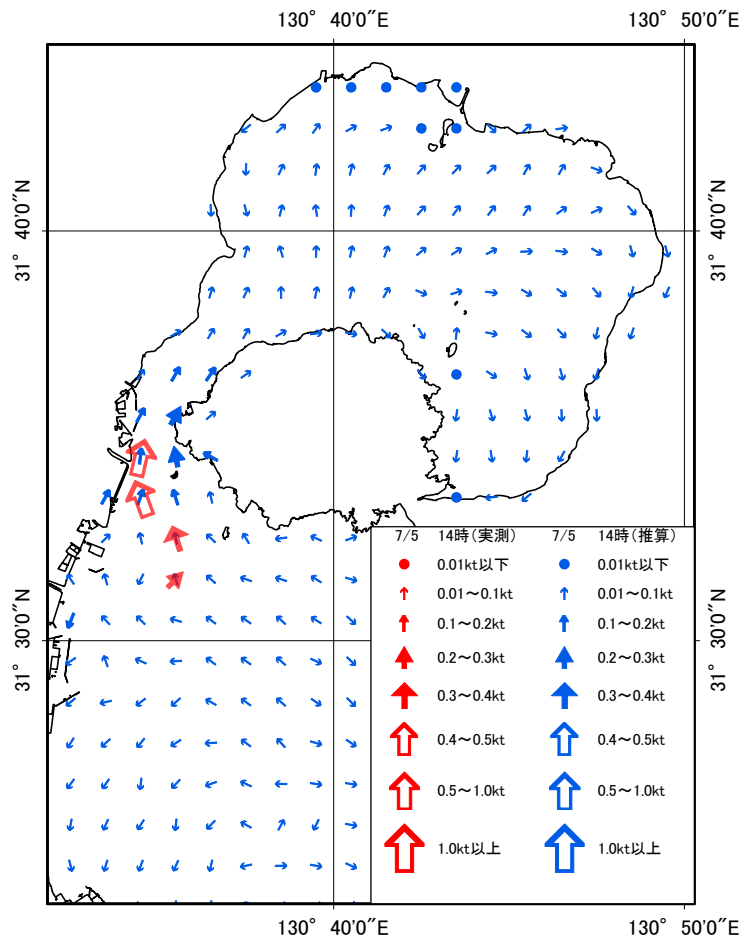 130° 40'0"E 130° 50'0"E
31° 40'0"N 31° 40'0"N
7/5 14時(実測) 7/5 14時(推算)
0.01kt以下 0.01kt以下
0.01～0.1kt 0.01～0.1kt
0.1～0.2kt 0.1～0.2kt
0.2～0.3kt 0.2～0.3kt
0.3～0.4kt 0.3～0.4kt
0.4～0.5kt 0.4～0.5kt
0.5～1.0kt 0.5～1.0kt
1.0kt以上 1.0kt以上
31° 30'0"N 31° 30'0"N
130° 40'0"E 130° 50'0"E